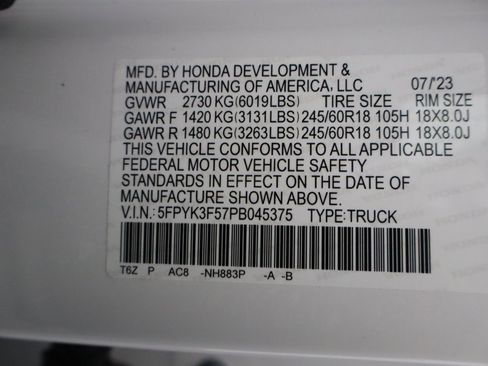 MFD. BY HONDA DEVELOPMENT &
MANUFACTURING OF AMERICA, LLC 07/'23
GVWR 2730 KG (6019LBS) TIRE SIZE RIM SIZE
GAWR F 1420 KG(3131LBS)245/60R18 105H 18X8.0J
GAWR R 1480 KG(3263LBS)245/60R18 105H 18X8.0J
THIS VEHICLE CONFORMS TO ALL APPLICABLE
FEDERAL MOTOR VEHICLE SAFETY
STANDARDS IN EFFECT ON THE DATE OF
MANUFACTURE SHOWN ABOVE.
V.I.N.: 5FPYK3F57PB045375 TYPE:TRUCK
T6Z P AC8 -NH883P -A -B